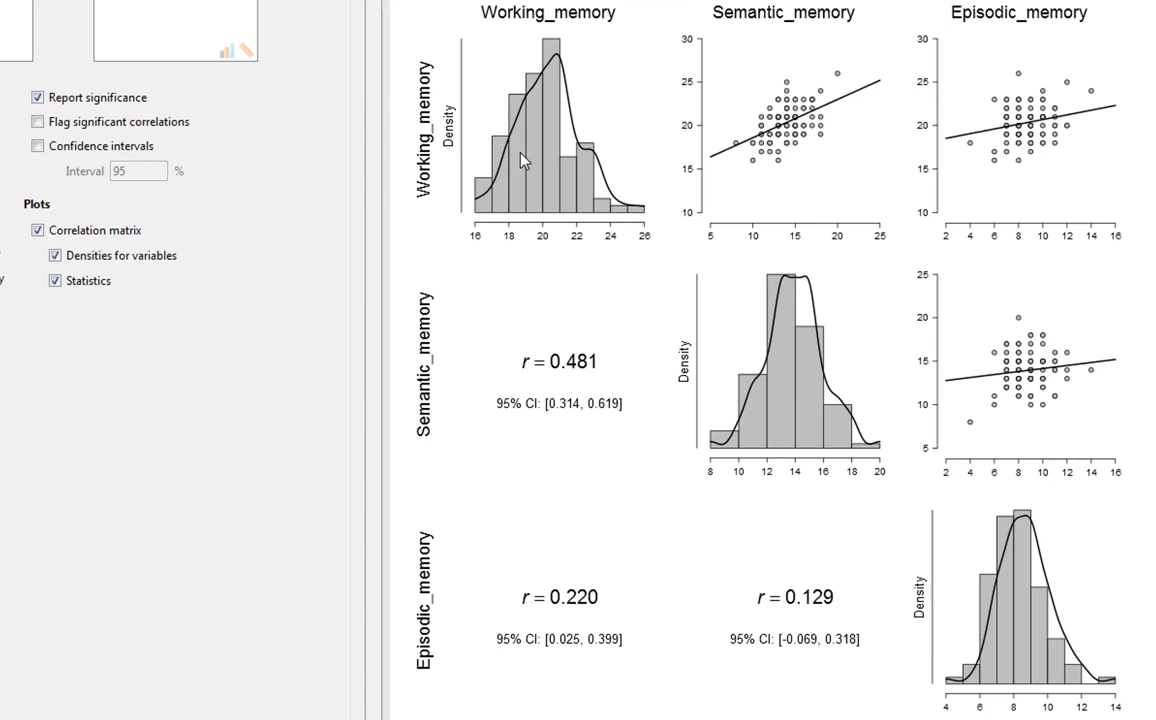 Working_memory Semantic_memory Episodic_memory
Report significance
Flag significant correlations
Confidence intervals
Interval 95 %
Plots
Correlation matrix
Densities for variables
y Statistics
Working_memory
Density
16 18 20 22 24 26
30
25
20
15
10
5 10 15 20 25
30
25
20
15
10
2 4 6 8 10 12 14 16
Semantic_memory
r = 0.481
95% CI: [0.314, 0.619]
Density
8 10 12 14 16 18 20
25
20
15
10
5
2 4 6 8 10 12 14 16
Episodic_memory
r = 0.220
95% CI: [0.025, 0.399]
r = 0.129
95% CI: [-0.069, 0.318]
Density
4 6 8 10 12 14